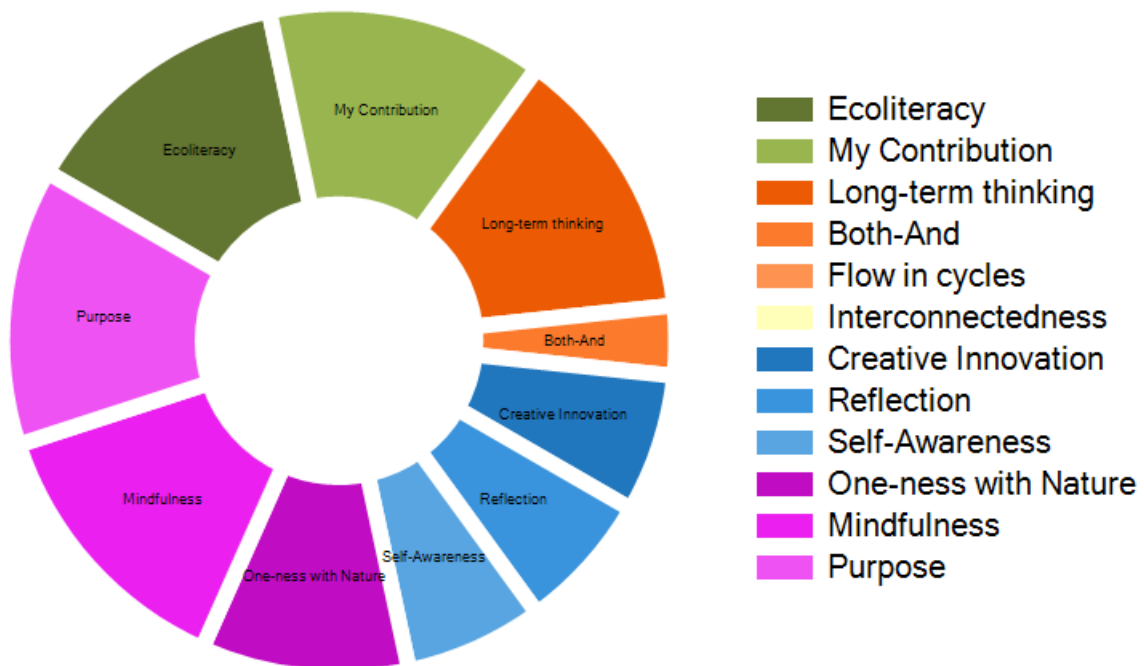 My Contribution
Ecoliteracy
Long-term thinking
Purpose
Both-And
Creative Innovation
Mindfulness
Reflection
Self-Awareness
One-ness with Nature
Ecoliteracy
My Contribution
Long-term thinking
Both-And
Flow in cycles
Interconnectedness
Creative Innovation
Reflection
Self-Awareness
One-ness with Nature
Mindfulness
Purpose